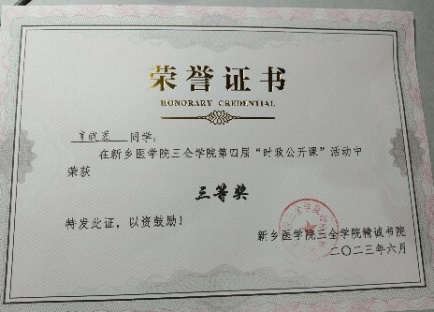 荣誉证书
HONORARY CREDENTIAL
同学:
在新乡医学院三全学院第四届“时政公开课”活动中
荣获
三等奖
特发此证,以资鼓励!
新乡医学院三全学院精诚书院
二〇二三年六月